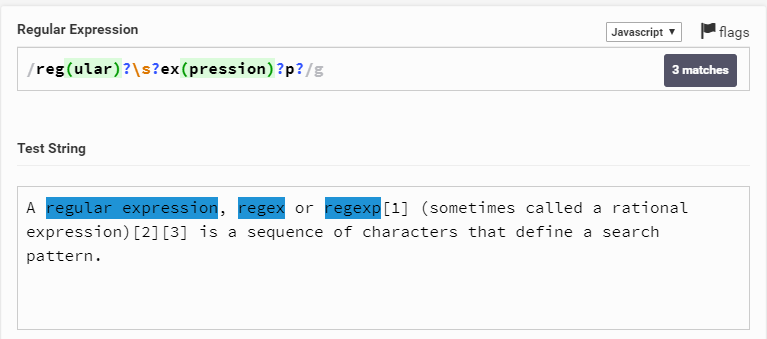 Regular Expression
Javascript ▼ flags
/reg(ular)?\s?ex(pression)?p?/g
3 matches
Test String
A regular expression, regex or regexp[1] (sometimes called a rational
expression)[2][3] is a sequence of characters that define a search
pattern.